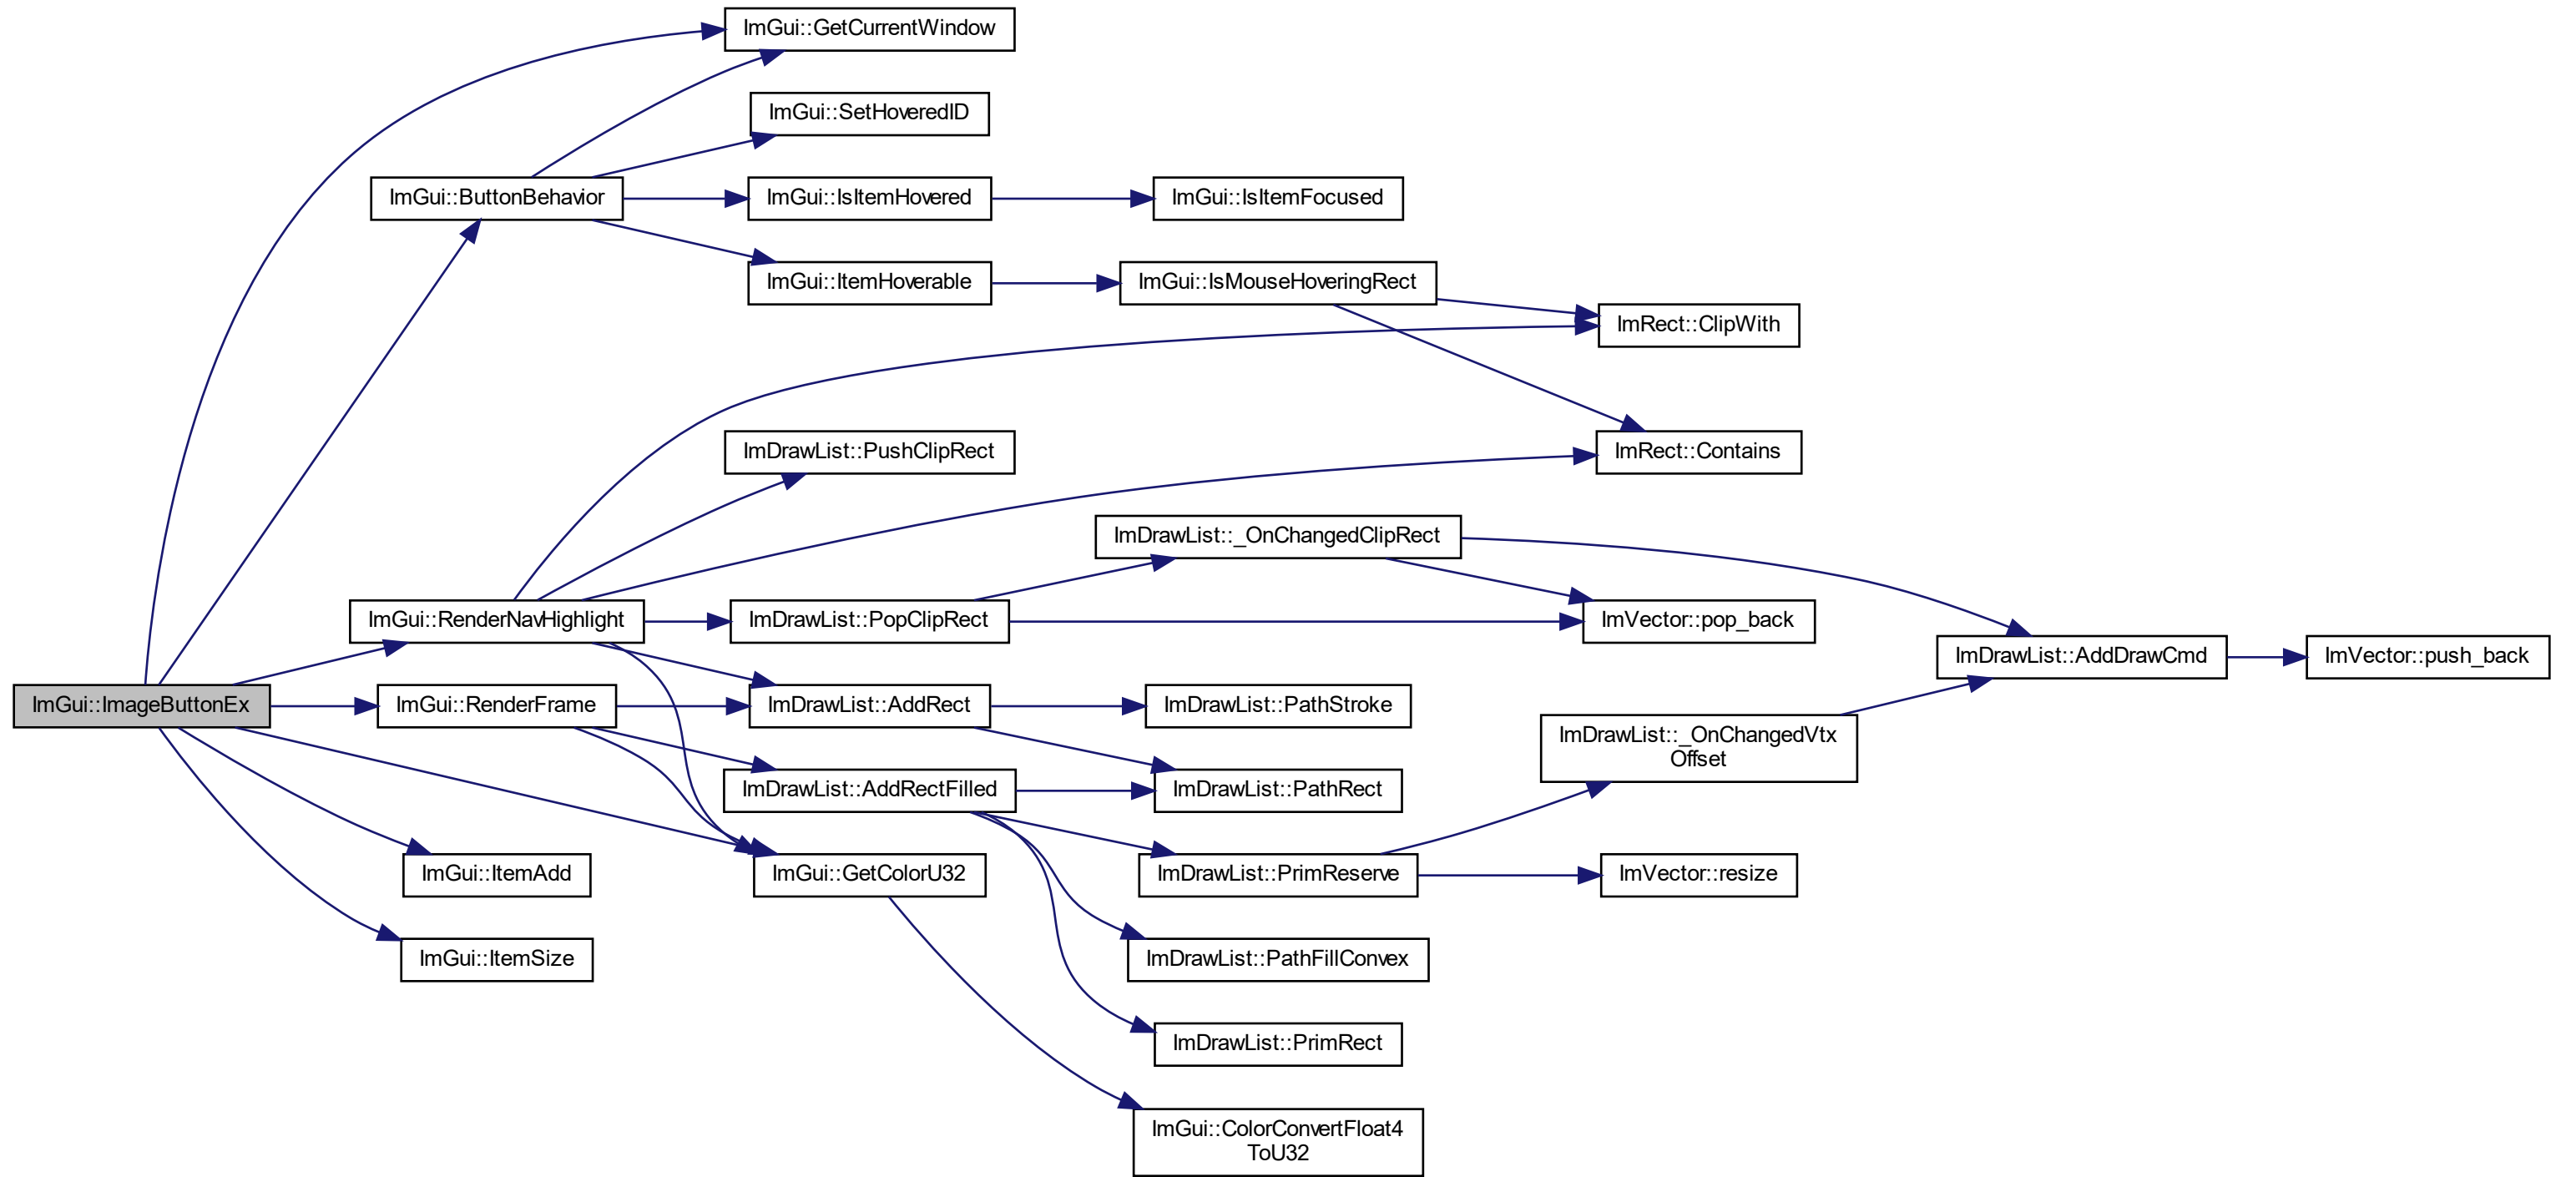 ImGui::GetCurrentWindow
ImGui::SetHoveredID
ImGui::ButtonBehavior
ImGui::IsItemHovered
ImGui::IsItemFocused
ImGui::ItemHoverable
ImGui::IsMouseHoveringRect
ImRect::ClipWith
ImDrawList::PushClipRect
ImRect::Contains
ImDrawList::_OnChangedClipRect
ImGui::RenderNavHighlight
ImDrawList::PopClipRect
ImVector::pop_back
ImDrawList::AddDrawCmd
ImVector::push_back
ImGui::ImageButtonEx
ImGui::RenderFrame
ImDrawList::AddRect
ImDrawList::PathStroke
ImDrawList::_OnChangedVtx
Offset
ImDrawList::AddRectFilled
ImDrawList::PathRect
ImGui::ItemAdd
ImGui::GetColorU32
ImDrawList::PrimReserve
ImVector::resize
ImGui::ItemSize
ImDrawList::PathFillConvex
ImDrawList::PrimRect
ImGui::ColorConvertFloat4
ToU32